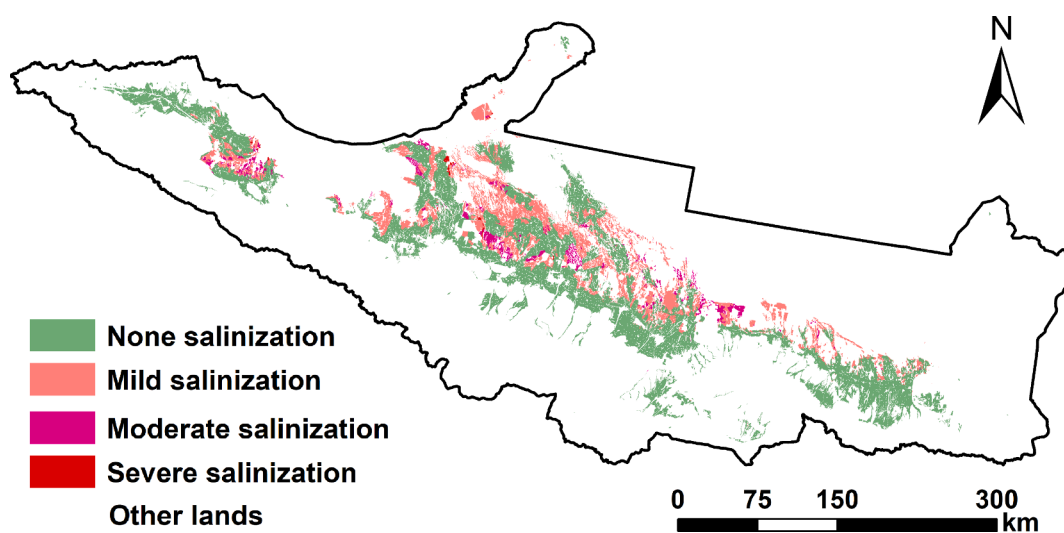 N
None salinization
Mild salinization
Moderate salinization
Severe salinization
Other lands
0 75 150 300
km